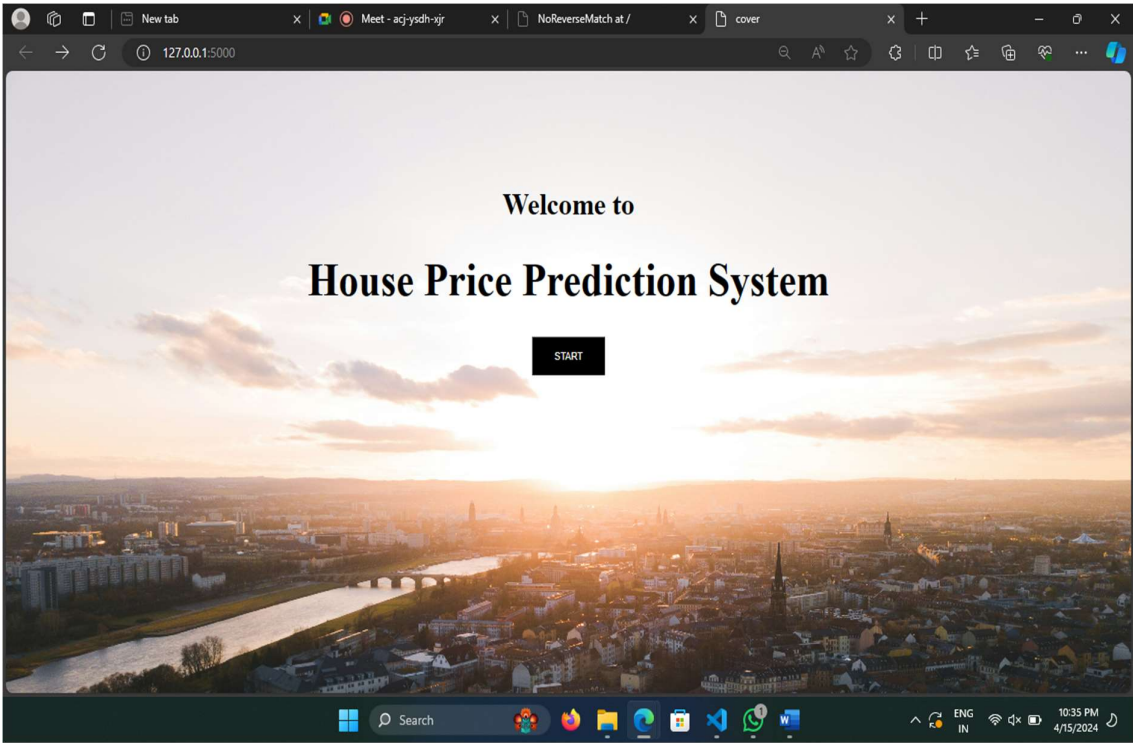 New tab
Meet - acj-ysdh-xjr
NoReverseMatch at /
cover
127.0.0.1:5000
Welcome to
House Price Prediction System
START
Search
1
ENG
IN
10:35 PM
4/15/2024